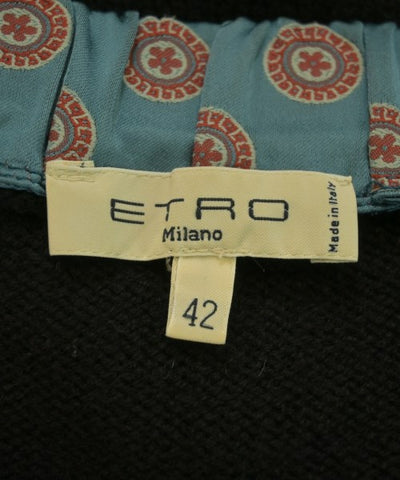 ETRO
Milano
Made in Italy
42